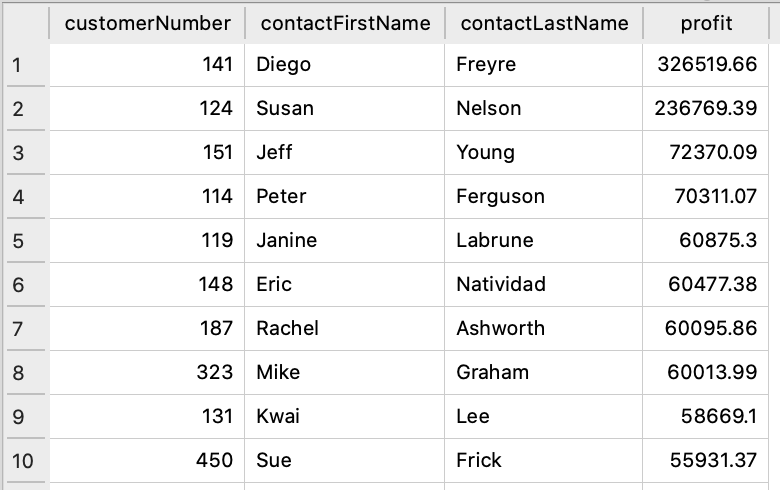 customerNumber contactFirstName contactLastName profit
1 141 Diego Freyre 326519.66
2 124 Susan Nelson 236769.39
3 151 Jeff Young 72370.09
4 114 Peter Ferguson 70311.07
5 119 Janine Labrune 60875.3
6 148 Eric Natividad 60477.38
7 187 Rachel Ashworth 60095.86
8 323 Mike Graham 60013.99
9 131 Kwai Lee 58669.1
10 450 Sue Frick 55931.37